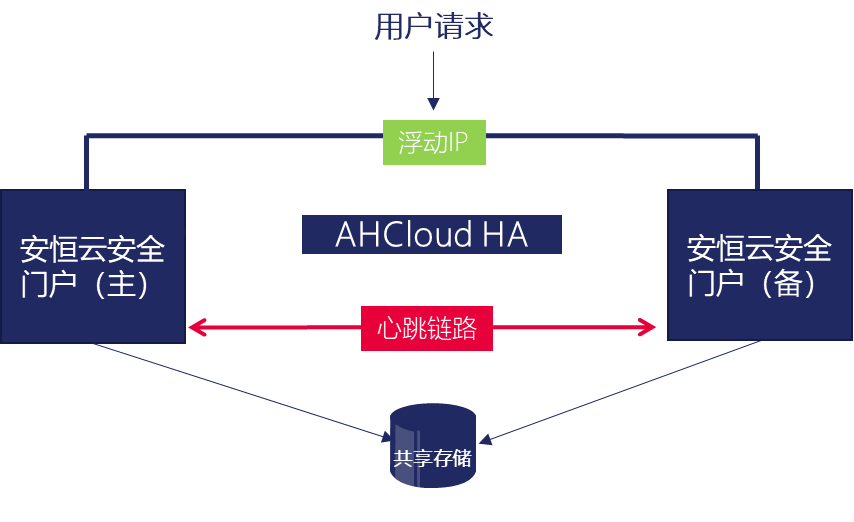 用户请求
浮动IP
安恒云安全
门户（主）
AHCloud HA
安恒云安全
门户（备）
心跳链路
共享存储